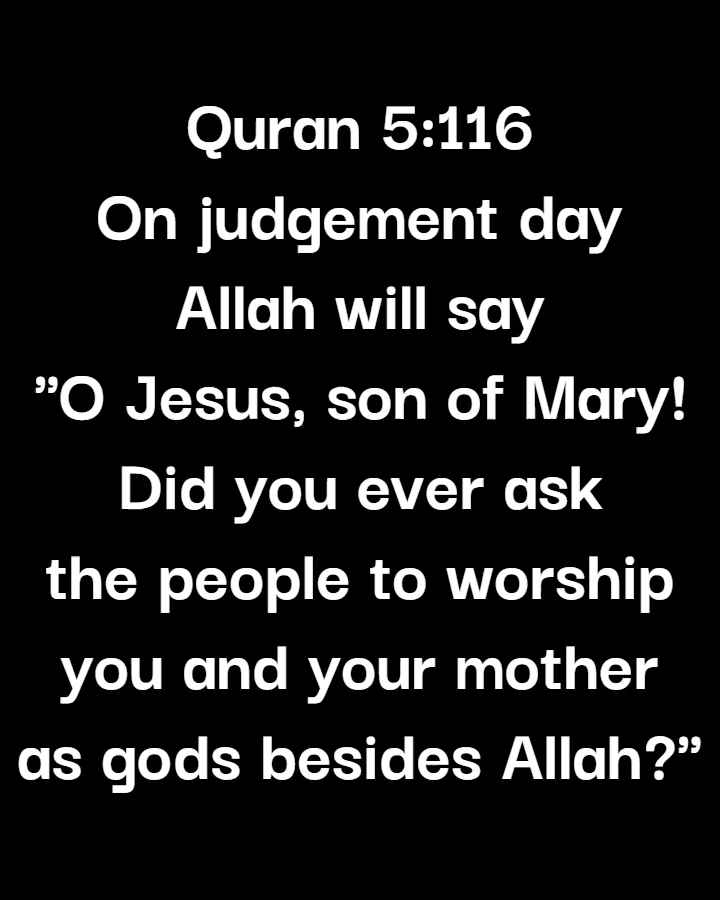 Quran 5:116
On judgement day
Allah will say
"O Jesus, son of Mary!
Did you ever ask
the people to worship
you and your mother
as gods besides Allah?"